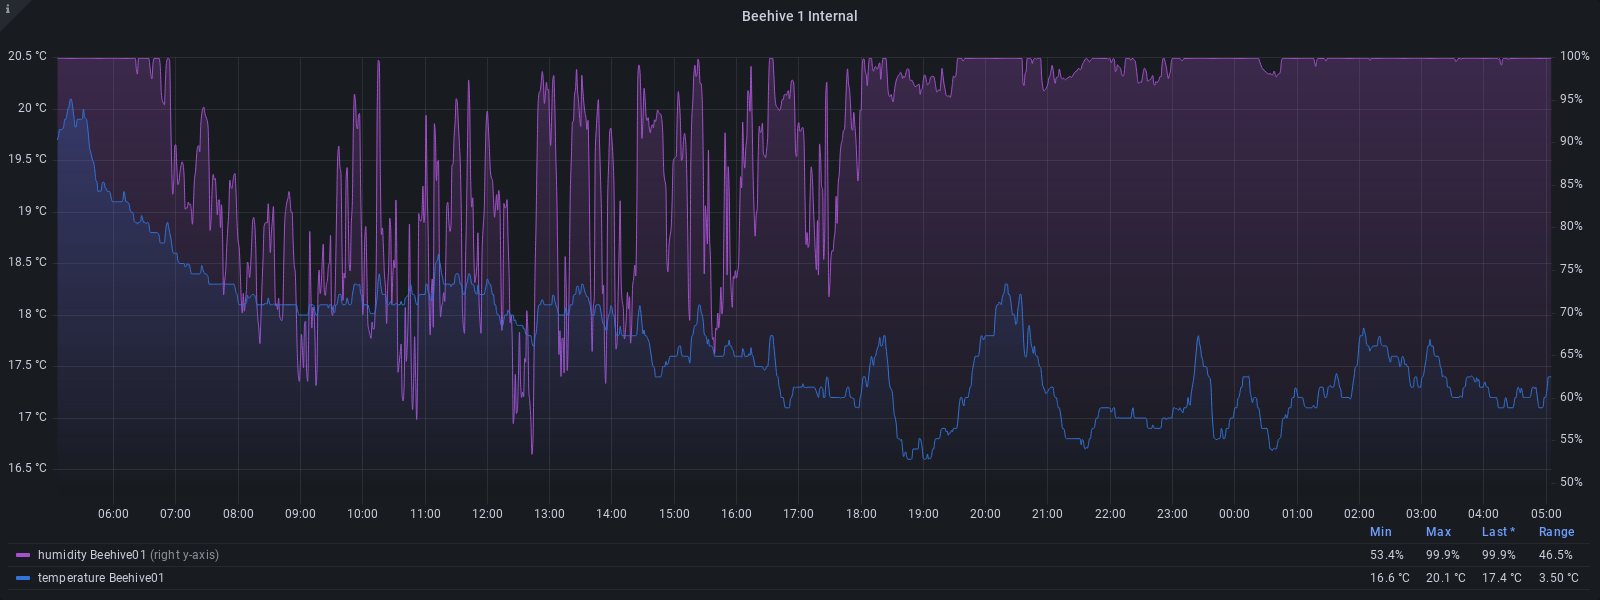 i
Beehive 1 Internal
20.5 °C
20 °C
19.5 °C
19 °C
18.5 °C
18 °C
17.5 °C
17 °C
16.5 °C
100%
95%
90%
85%
80%
75%
70%
65%
60%
55%
50%
06:00 07:00 08:00 09:00 10:00 11:00 12:00 13:00 14:00 15:00 16:00 17:00 18:00 19:00 20:00 21:00 22:00 23:00 00:00 01:00 02:00 03:00 04:00 05:00
Min Max Last * Range
humidity Beehive01 (right y-axis) 53.4% 99.9% 99.9% 46.5%
temperature Beehive01 16.6 °C 20.1 °C 17.4 °C 3.50 °C